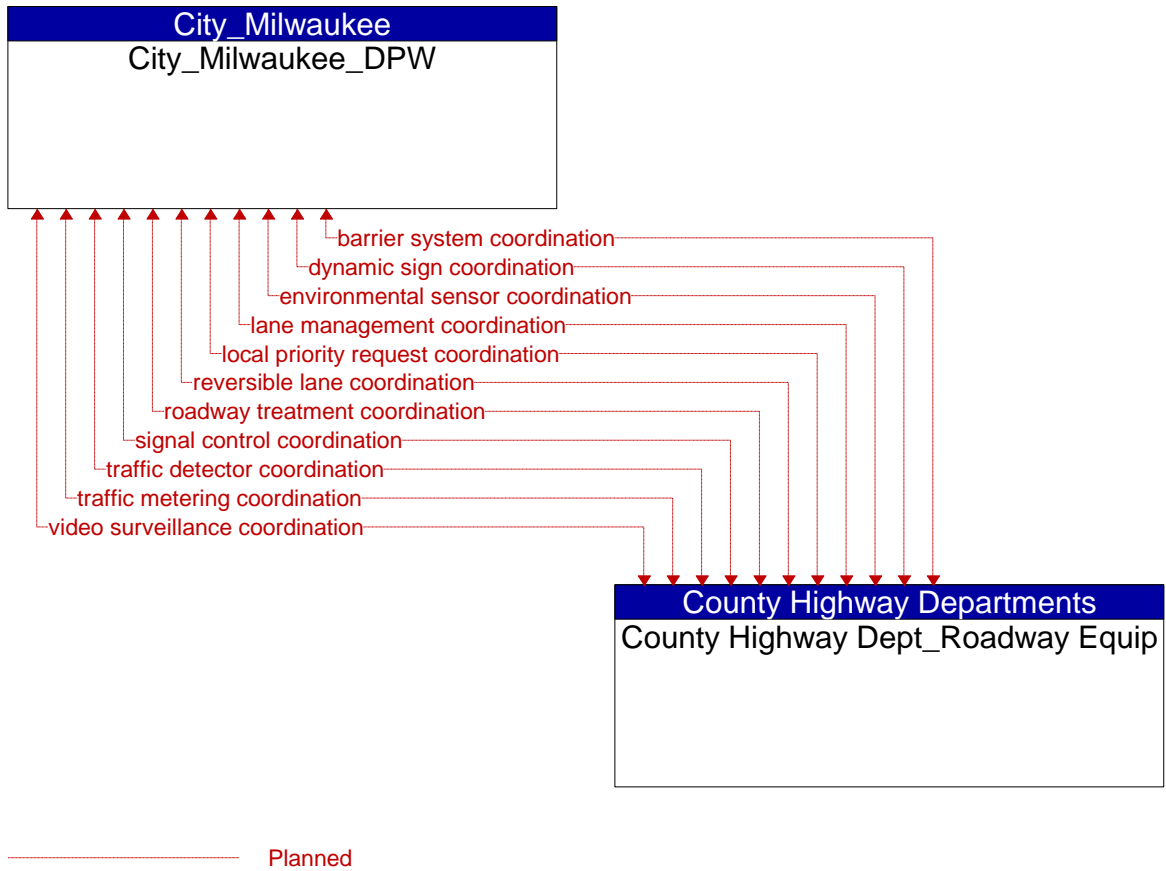 City_Milwaukee
City_Milwaukee_DPW
barrier system coordination
dynamic sign coordination
environmental sensor coordination
lane management coordination
local priority request coordination
reversible lane coordination
roadway treatment coordination
signal control coordination
traffic detector coordination
traffic metering coordination
video surveillance coordination
County Highway Departments
County Highway Dept_Roadway Equip
Planned